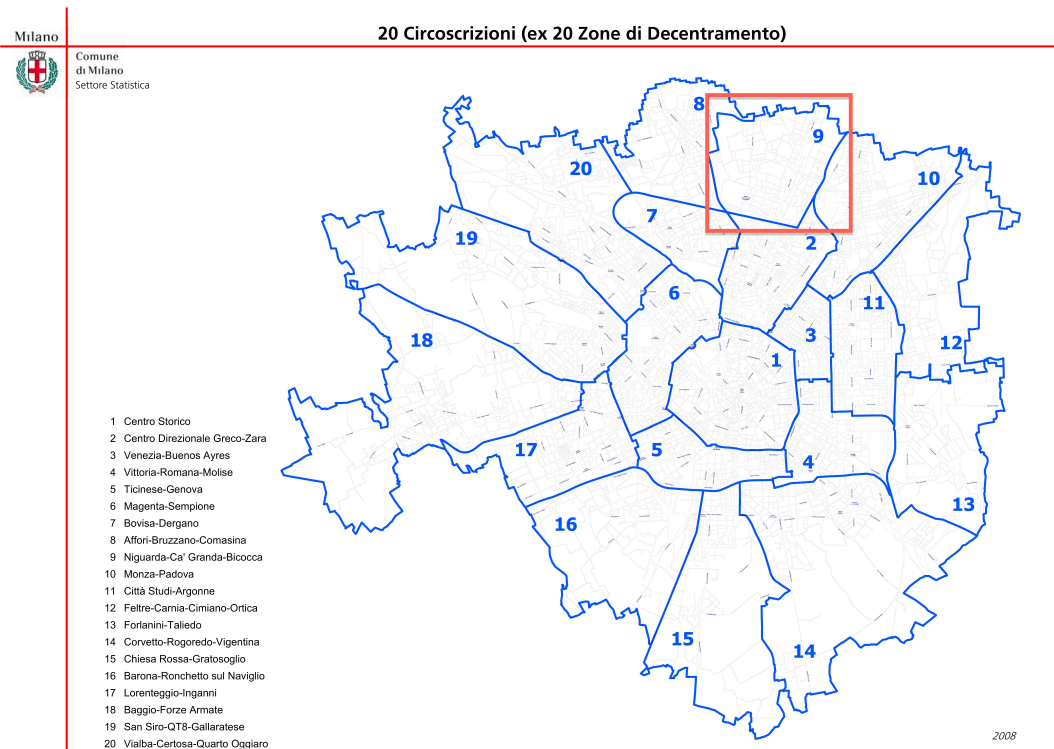 Milano
20 Circoscrizioni (ex 20 Zone di Decentramento)
Comune
di Milano
Settore Statistica
8
9
20
10
7
19
2
6
11
18
3
12
1
17
5
4
13
16
15
14
1 Centro Storico
2 Centro Direzionale Greco-Zara
3 Venezia-Buenos Ayres
4 Vittoria-Romana-Molise
5 Ticinese-Genova
6 Magenta-Sempione
7 Bovisa-Dergano
8 Affori-Bruzzano-Comasina
9 Niguarda-Ca' Granda-Bicocca
10 Monza-Padova
11 Città Studi-Argonne
12 Feltre-Carnia-Cimiano-Ortica
13 Forlanini-Taliedo
14 Corvetto-Rogoredo-Vigentina
15 Chiesa Rossa-Gratosoglio
16 Barona-Ronchetto sul Naviglio
17 Lorenteggio-Inganni
18 Baggio-Forze Armate
19 San Siro-QT8-Gallaratese
20 Vialba-Certosa-Quarto Oggiaro
2008